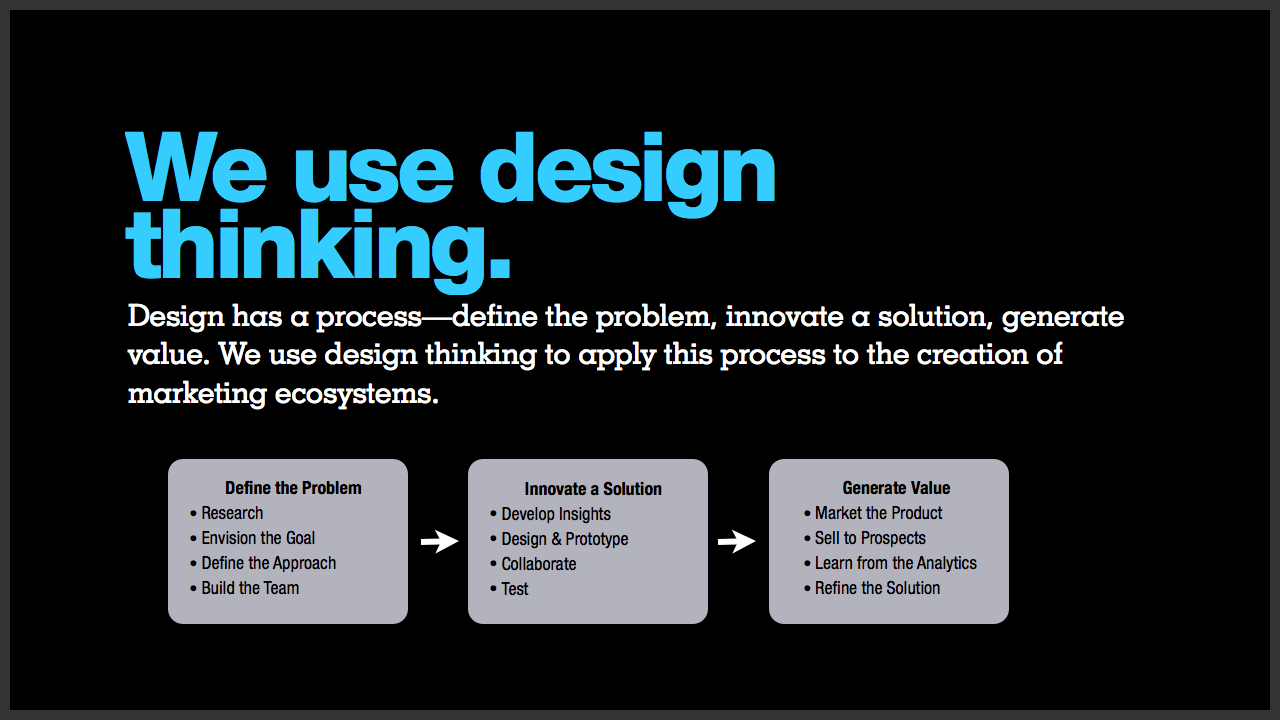 We use design
thinking.
Design has a process—define the problem, innovate a solution, generate
value. We use design thinking to apply this process to the creation of
marketing ecosystems.
Define the Problem
• Research
• Envision the Goal
• Define the Approach
• Build the Team
Innovate a Solution
• Develop Insights
• Design & Prototype
• Collaborate
• Test
Generate Value
• Market the Product
• Sell to Prospects
• Learn from the Analytics
• Refine the Solution